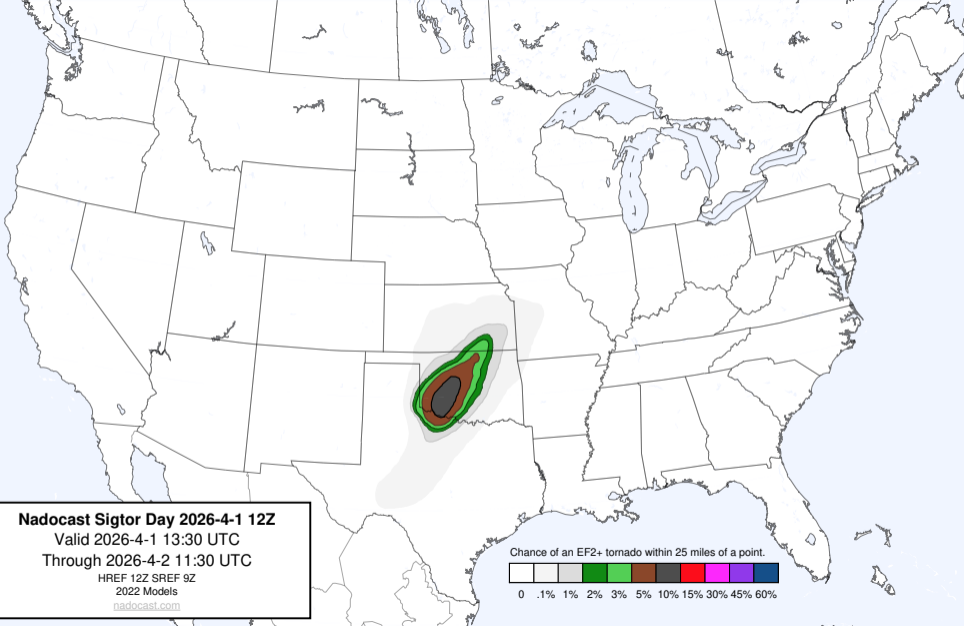 Nadocast Sigtor Day 2026-4-1 12Z
Valid 2026-4-1 13:30 UTC
Through 2026-4-2 11:30 UTC
HREF 12Z SREF 9Z
2022 Models
nadocast.com
Chance of an EF2+ tornado within 25 miles of a point.
0 .1% 1% 2% 3% 5% 10% 15% 30% 45% 60%